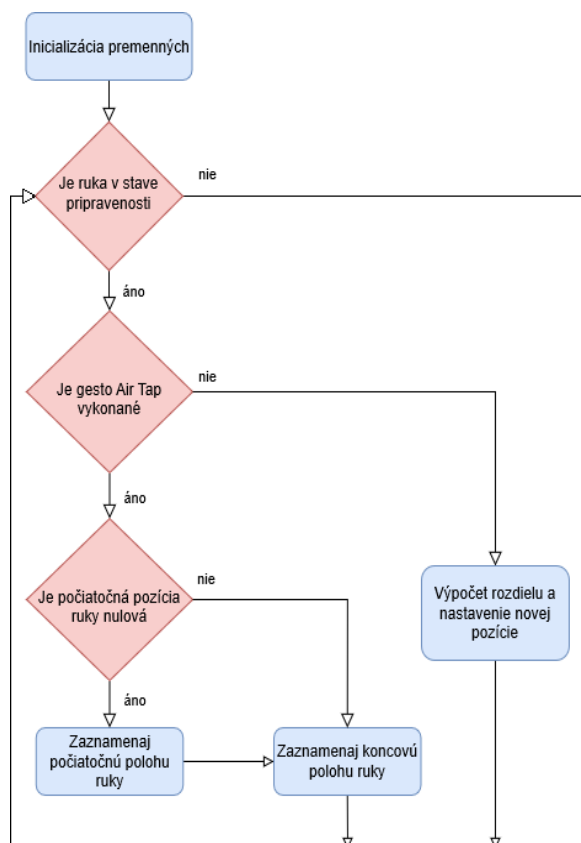 Inicializácia premenných
Je ruka v stave
pripravenosti
nie
áno
Je gesto Air Tap
vykonané
nie
áno
Je počiatočná pozícia
ruky nulová
nie
Výpočet rozdielu a
nastavenie novej
pozície
áno
Zaznamenaj
počiatočnú polohu
ruky
Zaznamenaj koncovú
polohu ruky